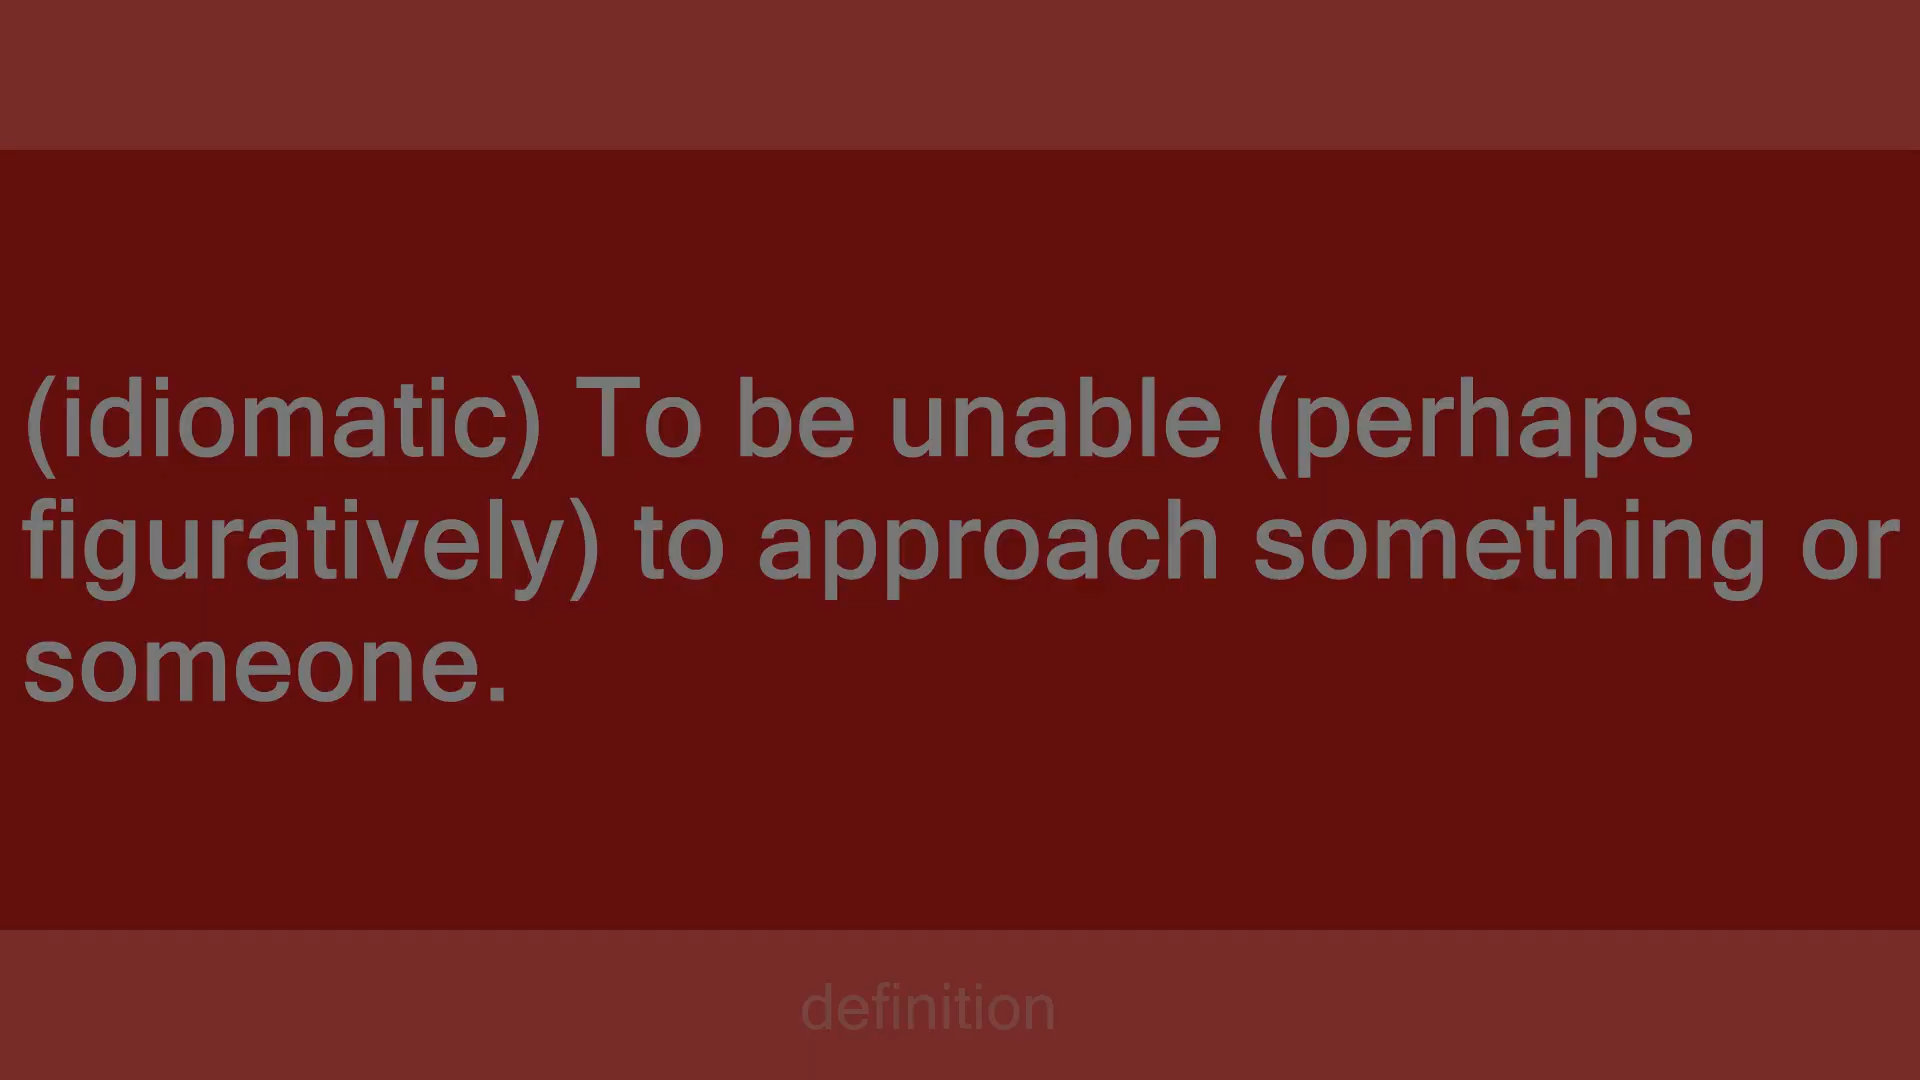 (idiomatic) To be unable (perhaps
figuratively) to approach something or
someone.
definition